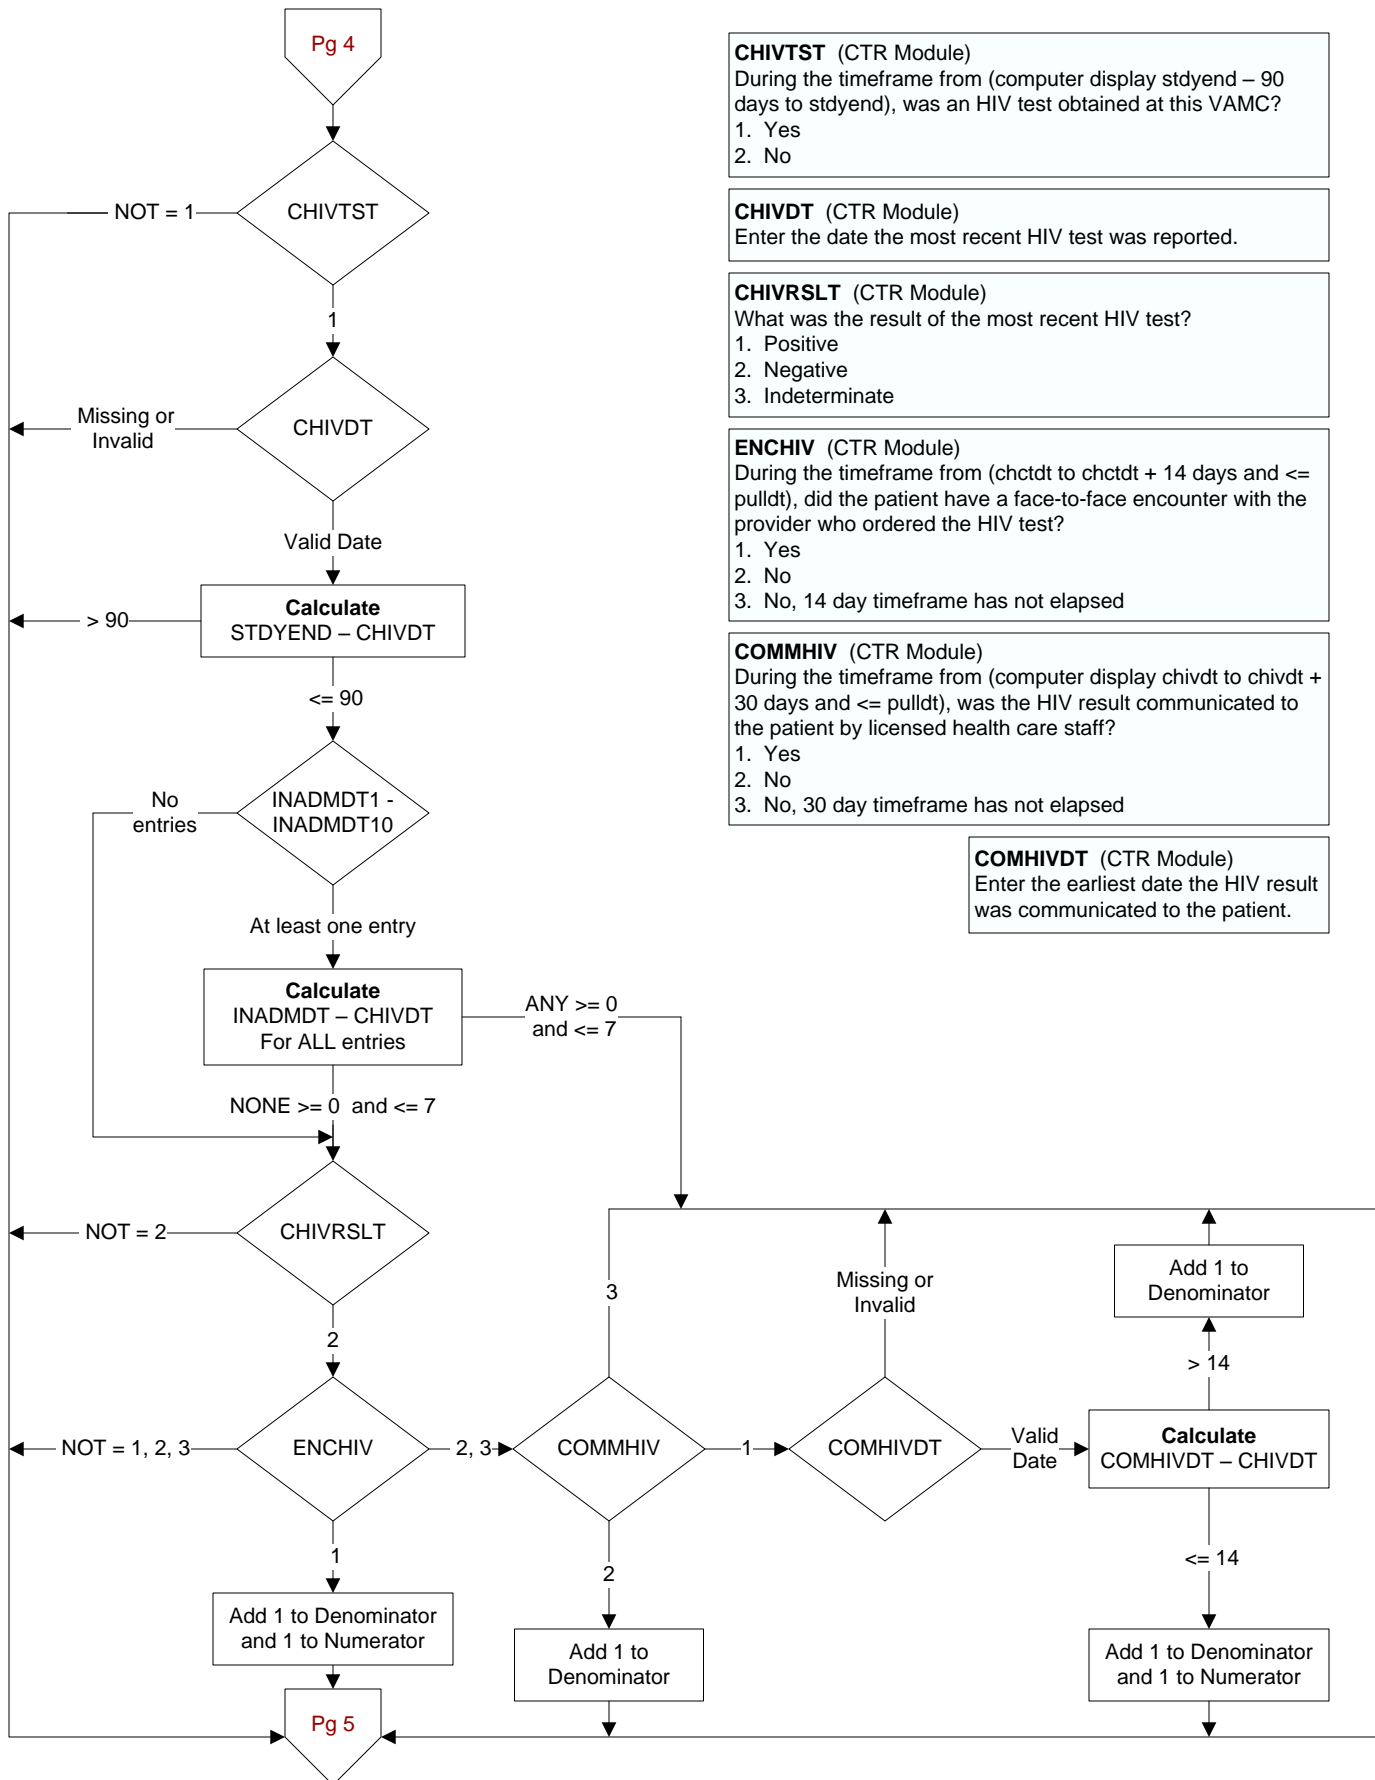 Pg 4
CHIVTST
NOT = 1
1
CHIVDT
Missing or
Invalid
Valid Date
Calculate
STDYEND – CHIVDT
> 90
<= 90
INADMDT1 -
INADMDT10
No
entries
At least one entry
Calculate
INADMDT – CHIVDT
For ALL entries
ANY >= 0
and <= 7
NONE >= 0 and <= 7
CHIVRSLT
NOT = 2
2
ENCHIV
NOT = 1, 2, 3
2, 3
1
Add 1 to Denominator
and 1 to Numerator
Pg 5
COMMHIV
3
1
2
Add 1 to
Denominator
COMHIVDT
Missing or
Invalid
Valid
Date
Calculate
COMHIVDT – CHIVDT
> 14
Add 1 to
Denominator
<= 14
Add 1 to Denominator
and 1 to Numerator
CHIVTST (CTR Module)
During the timeframe from (computer display stdyend – 90
days to stdyend), was an HIV test obtained at this VAMC?
1. Yes
2. No
CHIVDT (CTR Module)
Enter the date the most recent HIV test was reported.
CHIVRSLT (CTR Module)
What was the result of the most recent HIV test?
1. Positive
2. Negative
3. Indeterminate
ENCHIV (CTR Module)
During the timeframe from (chctdt to chctdt + 14 days and <=
pulldt), did the patient have a face-to-face encounter with the
provider who ordered the HIV test?
1. Yes
2. No
3. No, 14 day timeframe has not elapsed
COMMHIV (CTR Module)
During the timeframe from (computer display chivdt to chivdt +
30 days and <= pulldt), was the HIV result communicated to
the patient by licensed health care staff?
1. Yes
2. No
3. No, 30 day timeframe has not elapsed
COMHIVDT (CTR Module)
Enter the earliest date the HIV result
was communicated to the patient.